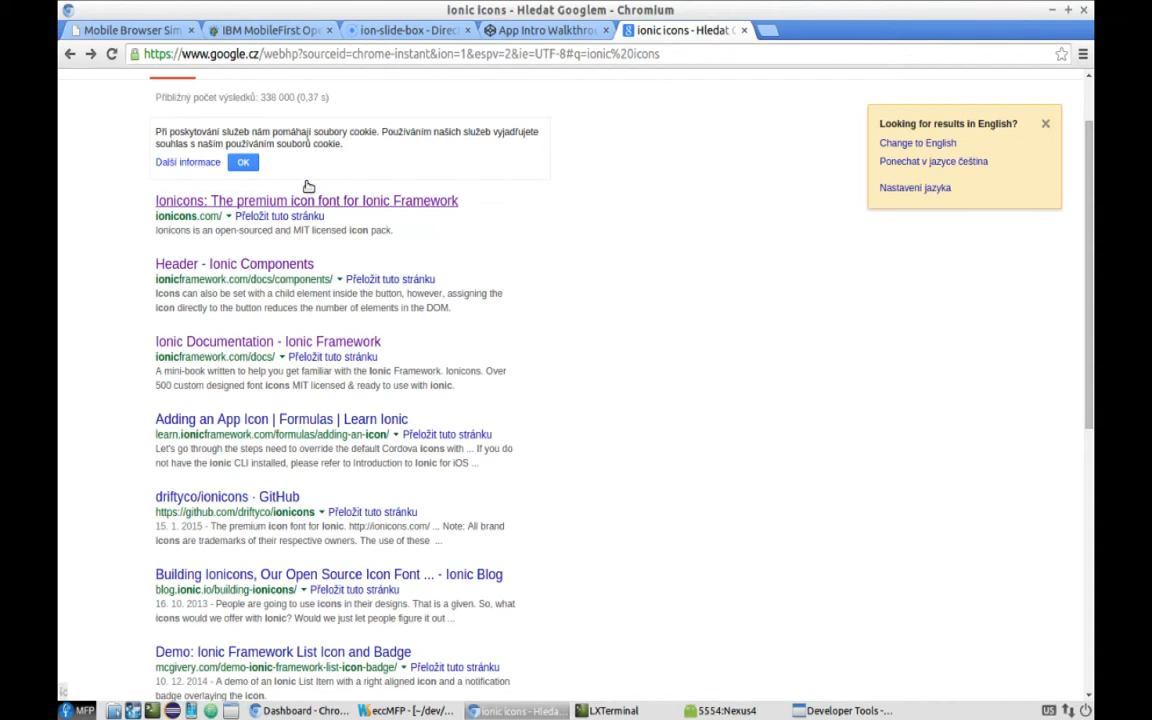 ionic icons - Hledat Googlem - Chromium
Mobile Browser Sim
IBM MobileFirst Op
ion-slide-box - Direct
App Intro Walkthrou
ionic icons - Hledat G
https://www.google.cz/webhp?sourceid=chrome-instant&ion=1&espv=2&ie=UTF-8#q=ionic%20icons
Přibližný počet výsledků: 338 000 (0,37 s)
Při poskytování služeb nám pomáhají soubory cookie. Používáním našich služeb vyjadřujete
souhlas s naším používáním souborů cookie.
Další informace OK
Looking for results in English?
Change to English
Ponechat v jazyce čeština
Nastavení jazyka
Ionicons: The premium icon font for Ionic Framework
ionicons.com/ Přeložit tuto stránku
Ionicons is an open-sourced and MIT licensed icon pack.
Header - Ionic Components
ionicframework.com/docs/components/ Přeložit tuto stránku
Icons can also be set with a child element inside the button, however, assigning the
icon directly to the button reduces the number of elements in the DOM.
Ionic Documentation - Ionic Framework
ionicframework.com/docs/ Přeložit tuto stránku
A mini-book written to help you get familiar with the Ionic Framework. Ionicons. Over
500 custom designed font icons MIT licensed & ready to use with ionic.
Adding an App Icon | Formulas | Learn Ionic
learn.ionicframework.com/formulas/adding-an-icon/ Přeložit tuto stránku
Let's go through the steps need to override the default Cordova icons with ... If you do
not have the ionic CLI installed, please refer to Introduction to Ionic for iOS ...
driftyco/ionicons · GitHub
https://github.com/driftyco/ionicons Přeložit tuto stránku
15. 1. 2015 - The premium icon font for Ionic. http://ionicons.com/ ... Note: All brand
icons are trademarks of their respective owners. The use of these ...
Building Ionicons, Our Open Source Icon Font ... - Ionic Blog
blog.ionic.io/building-ionicons/ Přeložit tuto stránku
16. 10. 2013 - People are going to use icons in their designs. That is a given. So, what
icons would we offer with Ionic? Would we just let people figure it out ...
Demo: Ionic Framework List Icon and Badge
mcgivery.com/demo-ionic-framework-list-icon-badge/ Přeložit tuto stránku
10. 12. 2014 - A demo of an Ionic List Item with a right aligned icon and a notification
badge overlaying the icon.
MFP
Dashboard - Chro...
eccMFP - [~/dev/...
ionic icons - Hleda...
LXTerminal
5554:Nexus4
Developer Tools -...
US